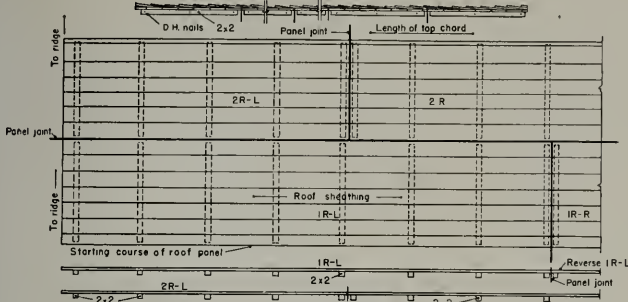 D.H. nails
2x2
Panel joint
Length of top chord
To ridge
2R-L
2R
Panel joint
To ridge
Roof sheathing
1R-L
1R-R
Starting course of roof panel
1R-L
Reverse 1R-L
2x2
Panel joint
2R-L
2x2